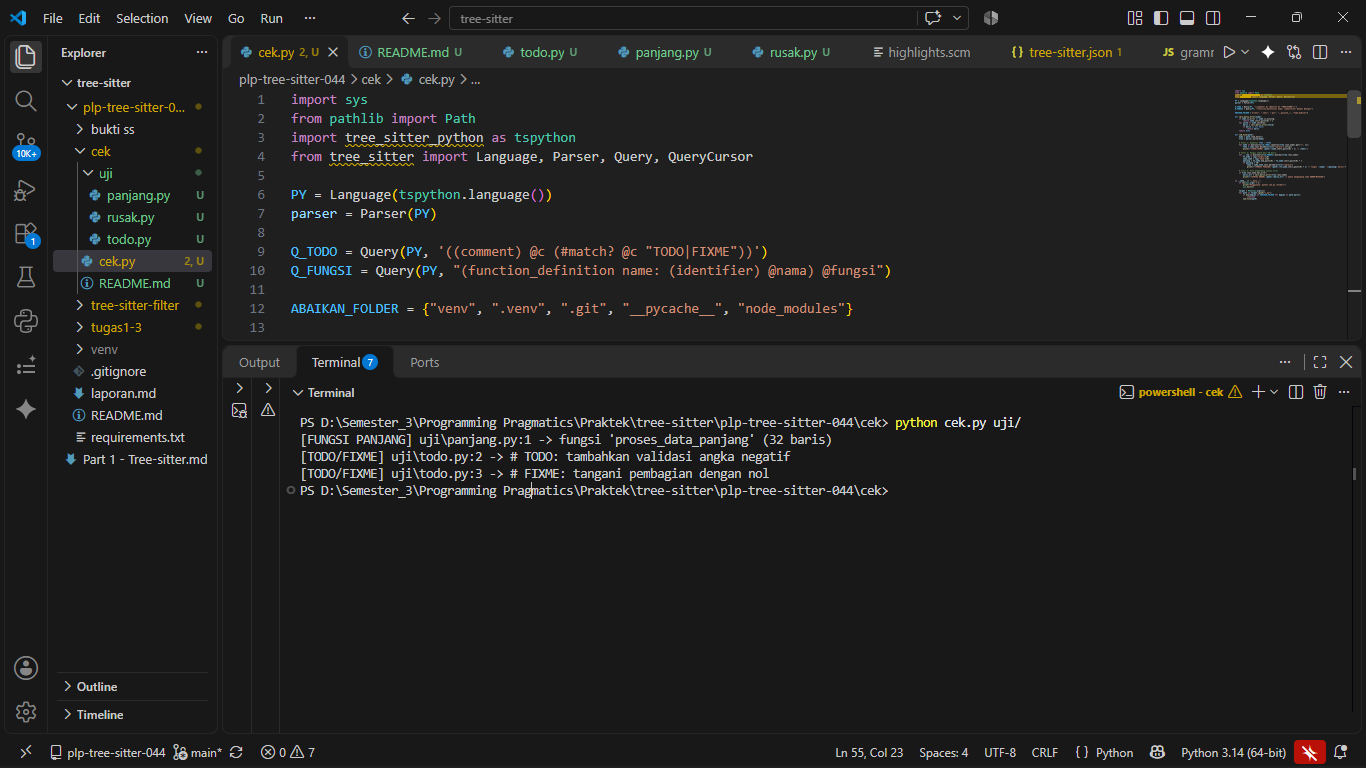 File Edit Selection View Go Run ···
tree-sitter
Explorer
tree-sitter
plp-tree-sitter-0...
bukti ss
cek
uji
panjang.py U
rusak.py U
todo.py U
cek.py 2, U
README.md U
tree-sitter-filter
tugas1-3
venv
.gitignore
laporan.md
README.md
requirements.txt
Part 1 - Tree-sitter.md
Outline
Timeline
10K+
1
cek.py 2, U README.md U todo.py U panjang.py U rusak.py U highlights.scm tree-sitter.json 1 JS gramr
plp-tree-sitter-044 > cek > cek.py > ...
1 import sys
2 from pathlib import Path
3 import tree_sitter_python as tspython
4 from tree_sitter import Language, Parser, Query, QueryCursor
5
6 PY = Language(tspython.language())
7 parser = Parser(PY)
8
9 Q_TODO = Query(PY, '((comment) @c (#match? @c "TODO|FIXME"))')
10 Q_FUNGSI = Query(PY, "(function_definition name: (identifier) @nama) @fungsi")
11
12 ABAIKAN_FOLDER = {"venv", ".venv", ".git", "__pycache__", "node_modules"}
13
Output Terminal 7 Ports
Terminal
powershell - cek
PS D:\Semester_3\Programming Pragmatics\Praktek\tree-sitter\plp-tree-sitter-044\cek> python cek.py uji/
[FUNGSI PANJANG] uji\panjang.py:1 -> fungsi 'proses_data_panjang' (32 baris)
[TODO/FIXME] uji\todo.py:2 -> # TODO: tambahkan validasi angka negatif
[TODO/FIXME] uji\todo.py:3 -> # FIXME: tangani pembagian dengan nol
PS D:\Semester_3\Programming Pragmatics\Praktek\tree-sitter\plp-tree-sitter-044\cek>
plp-tree-sitter-044 main* 0 7 Ln 55, Col 23 Spaces: 4 UTF-8 CRLF { } Python Python 3.14 (64-bit)